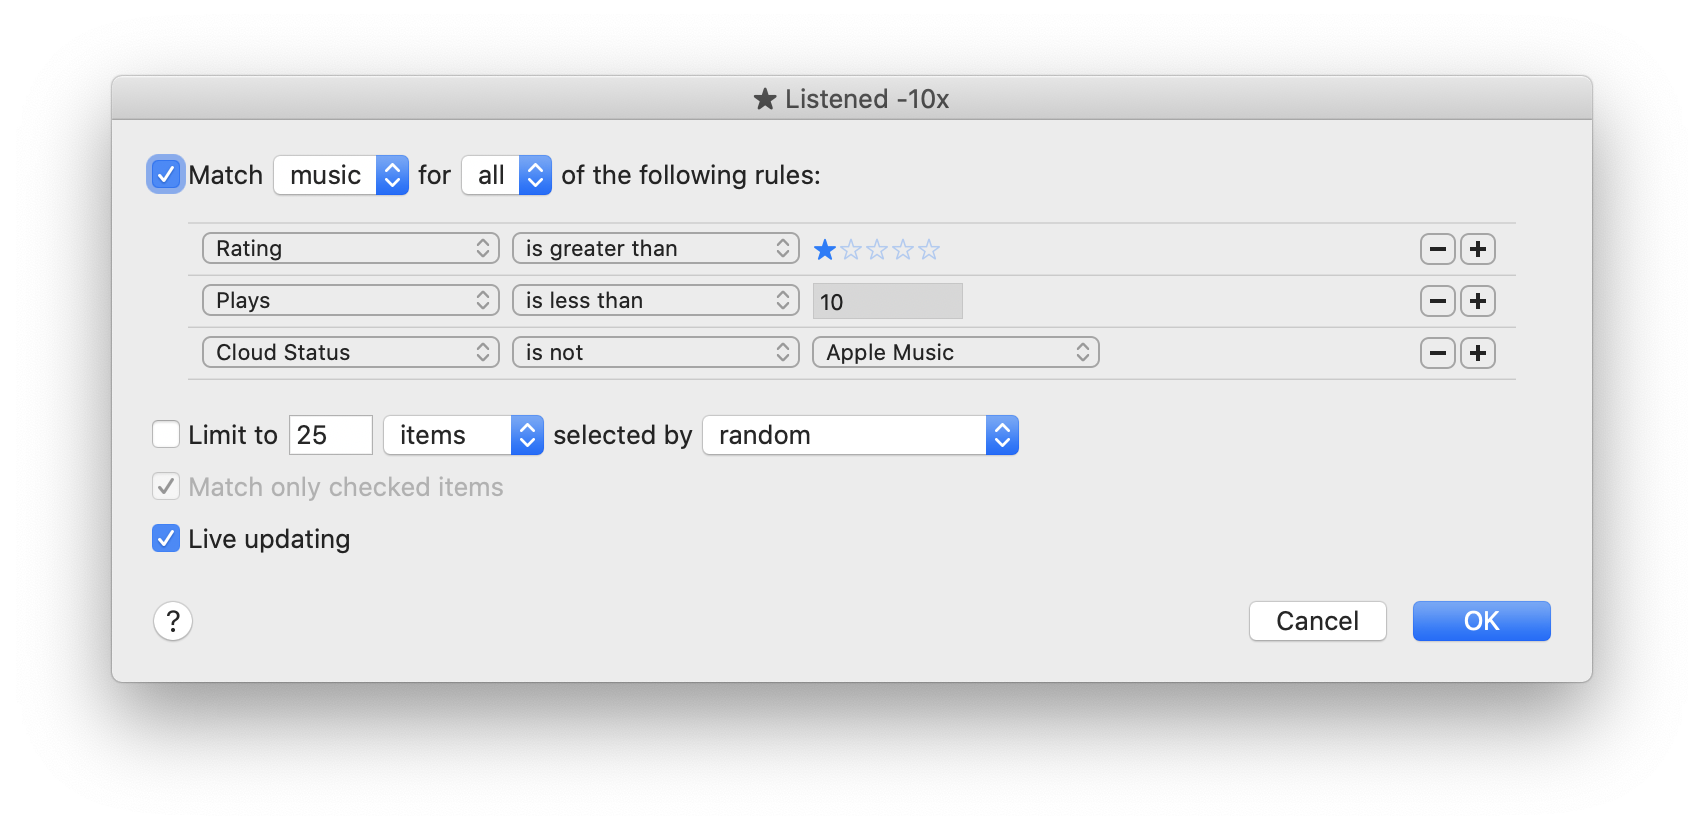 ★ Listened -10x
Match music for all of the following rules:
Rating is greater than ★☆☆☆☆
Plays is less than 10
Cloud Status is not Apple Music
Limit to 25 items selected by random
Match only checked items
Live updating
? Cancel OK